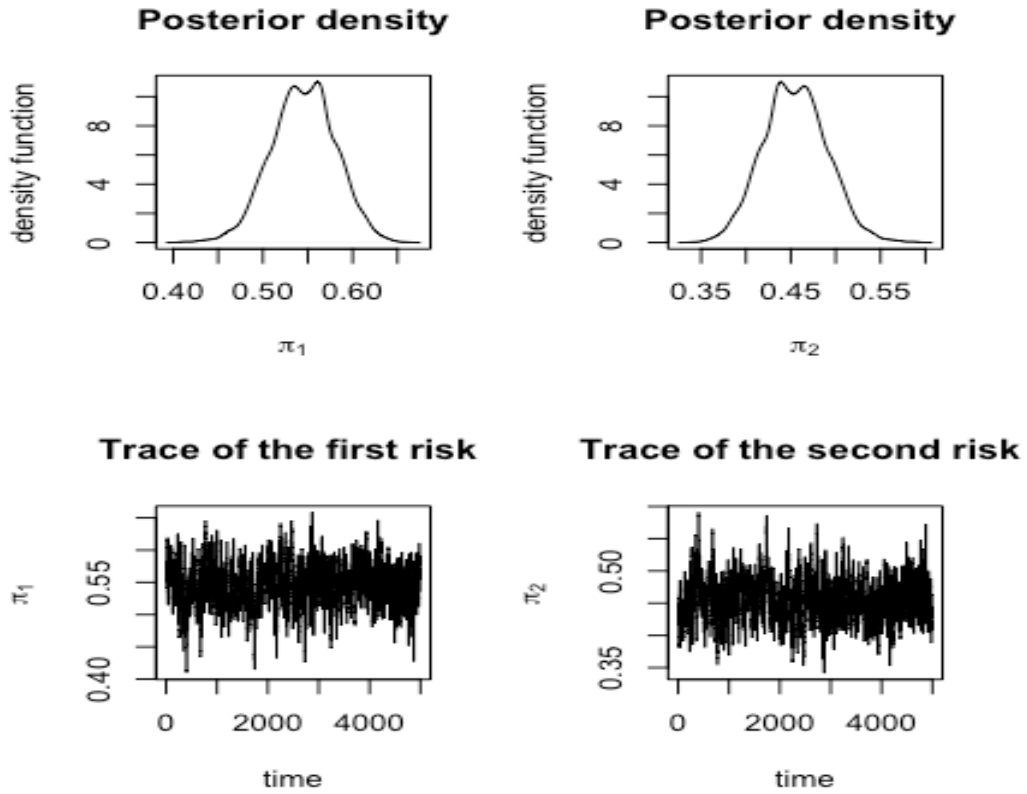 Posterior density
density function
0 4 8
0.40 0.50 0.60
π1
Posterior density
density function
0 4 8
0.35 0.45 0.55
π2
Trace of the first risk
π1
0.40 0.55
0 2000 4000
time
Trace of the second risk
π2
0.35 0.50
0 2000 4000
time